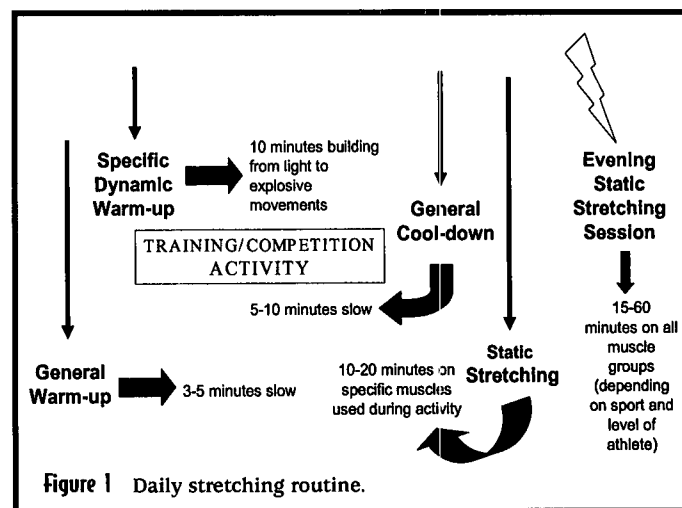 Specific
Dynamic
Warm-up
10 minutes building
from light to
explosive
movements
TRAINING/COMPETITION
ACTIVITY
General
Cool-down
5-10 minutes slow
Evening
Static
Stretching
Session
15-60
minutes on all
muscle
groups
(depending
on sport and
level of
athlete)
General
Warm-up
3-5 minutes slow
Static
Stretching
10-20 minutes on
specific muscles
used during activity
Figure 1 Daily stretching routine.